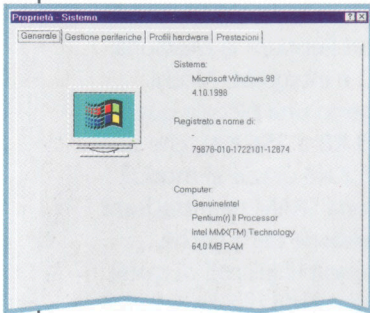 Proprietà - Sistema
Generale
Gestione periferiche
Profili hardware
Prestazioni
Sistema:
Microsoft Windows 98
4.10.1998
Registrato a nome di:
-
79878-010-1722101-12874
Computer:
GenuineIntel
Pentium(r) II Processor
Intel MMX(TM) Technology
64,0 MB RAM